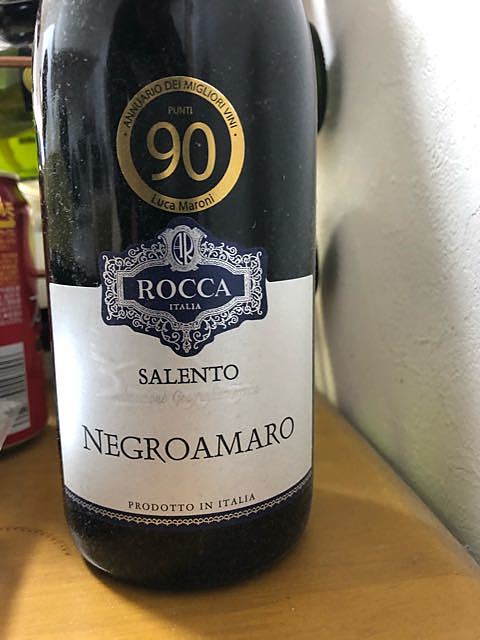 ANNUARIO DEI MIGLIORI VINI
PUNTI
90
Luca Maroni
AR
ROCCA
ITALIA
SALENTO
NEGROAMARO
PRODOTTO IN ITALIA